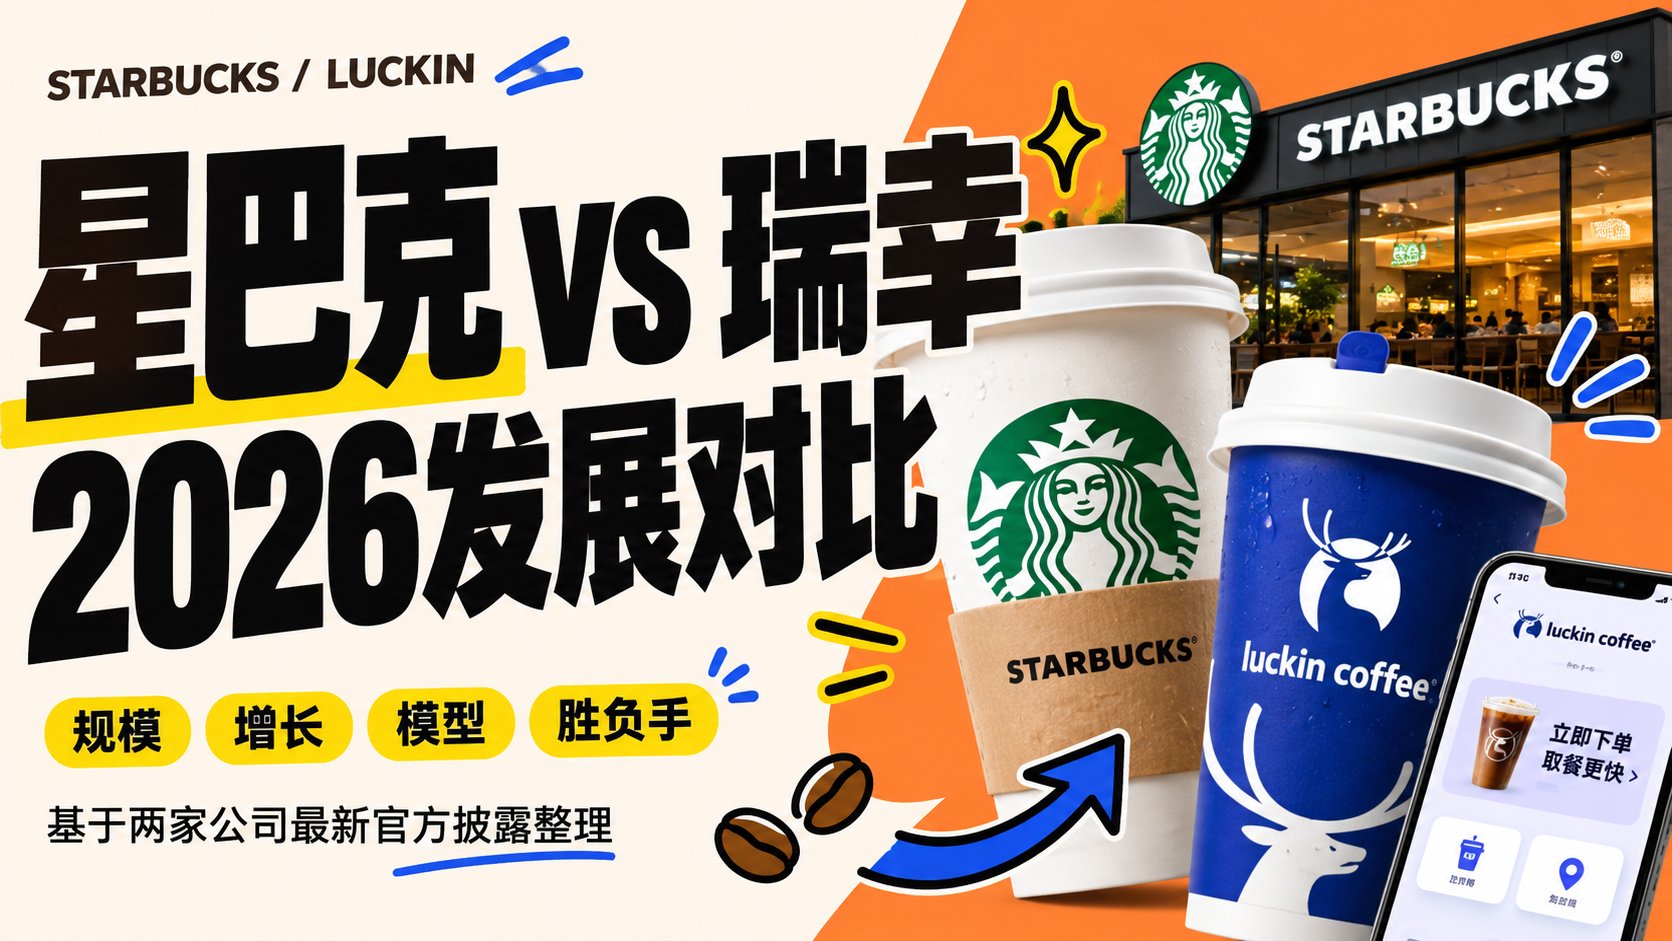 STARBUCKS / LUCKIN
星巴克 VS 瑞幸
2026发展对比
规模
增长
模型
胜负手
基于两家公司最新官方披露整理
STARBUCKS®
STARBUCKS®
luckin coffee®
luckin coffee®
立即下单
取餐更快 >